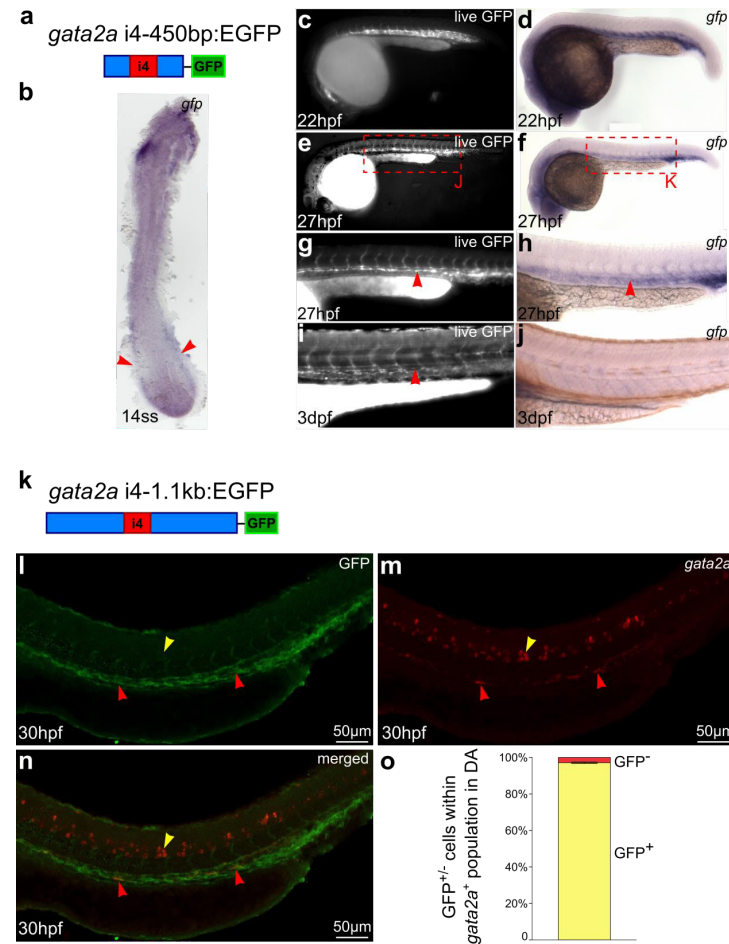 a
gata2a i4-450bp:EGFP
i4 GFP
b
gfp
14ss
c live GFP
22hpf
d gfp
22hpf
e live GFP
J
27hpf
f gfp
K
27hpf
g live GFP
27hpf
h gfp
27hpf
i live GFP
3dpf
j gfp
3dpf
k
gata2a i4-1.1kb:EGFP
i4 GFP
l GFP
30hpf 50μm
m gata2a
30hpf 50μm
n merged
30hpf 50μm
o
GFP+/- cells within
gata2a+ population in DA
100%
80%
60%
40%
20%
0
GFP-
GFP+